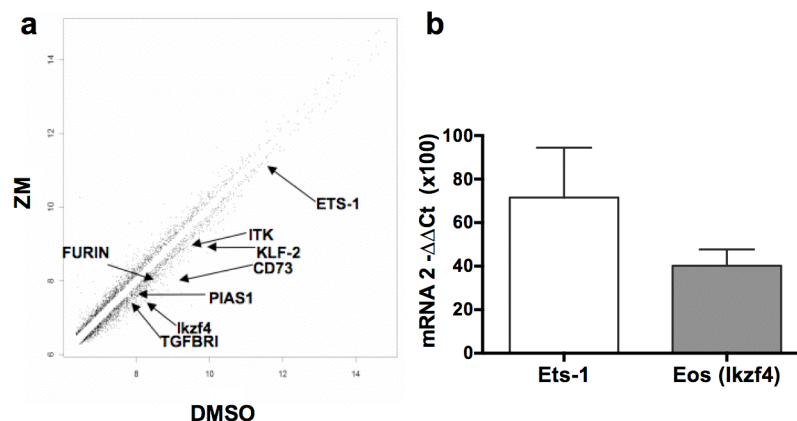 a
b
14
12
10
8
6
ZM
ETS-1
ITK
KLF-2
FURIN
CD73
PIAS1
Ikzf4
TGFBRI
8
10
12
14
DMSO
mRNA 2 -ΔΔCt (x100)
100
80
60
40
20
0
Ets-1
Eos (Ikzf4)